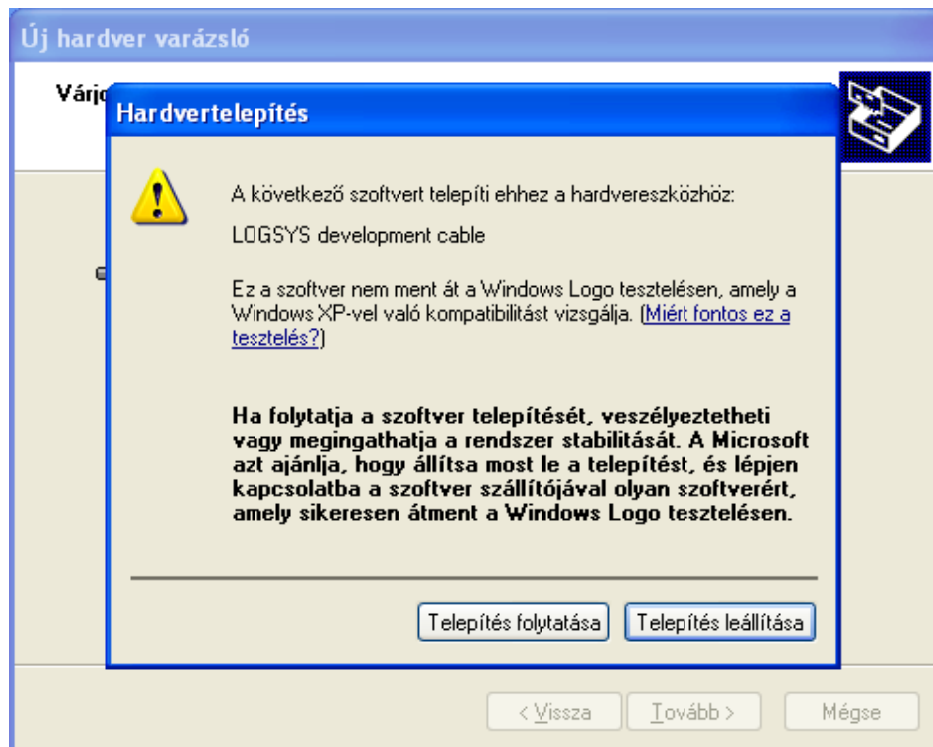 Új hardver varázsló
Hardvertelepítés
A következő szoftvert telepíti ehhez a hardvereszközhöz:
LOGSYS development cable
Ez a szoftver nem ment át a Windows Logo tesztelésen, amely a
Windows XP-vel való kompatibilitást vizsgálja. (Miért fontos ez a
tesztelés?)
Ha folytatja a szoftver telepítését, veszélyeztetheti
vagy megingathatja a rendszer stabilitását. A Microsoft
azt ajánlja, hogy állítsa most le a telepítést, és lépjen
kapcsolatba a szoftver szállítójával olyan szoftverért,
amely sikeresen átment a Windows Logo tesztelésen.
Telepítés folytatása Telepítés leállítása
< Vissza Tovább > Mégse